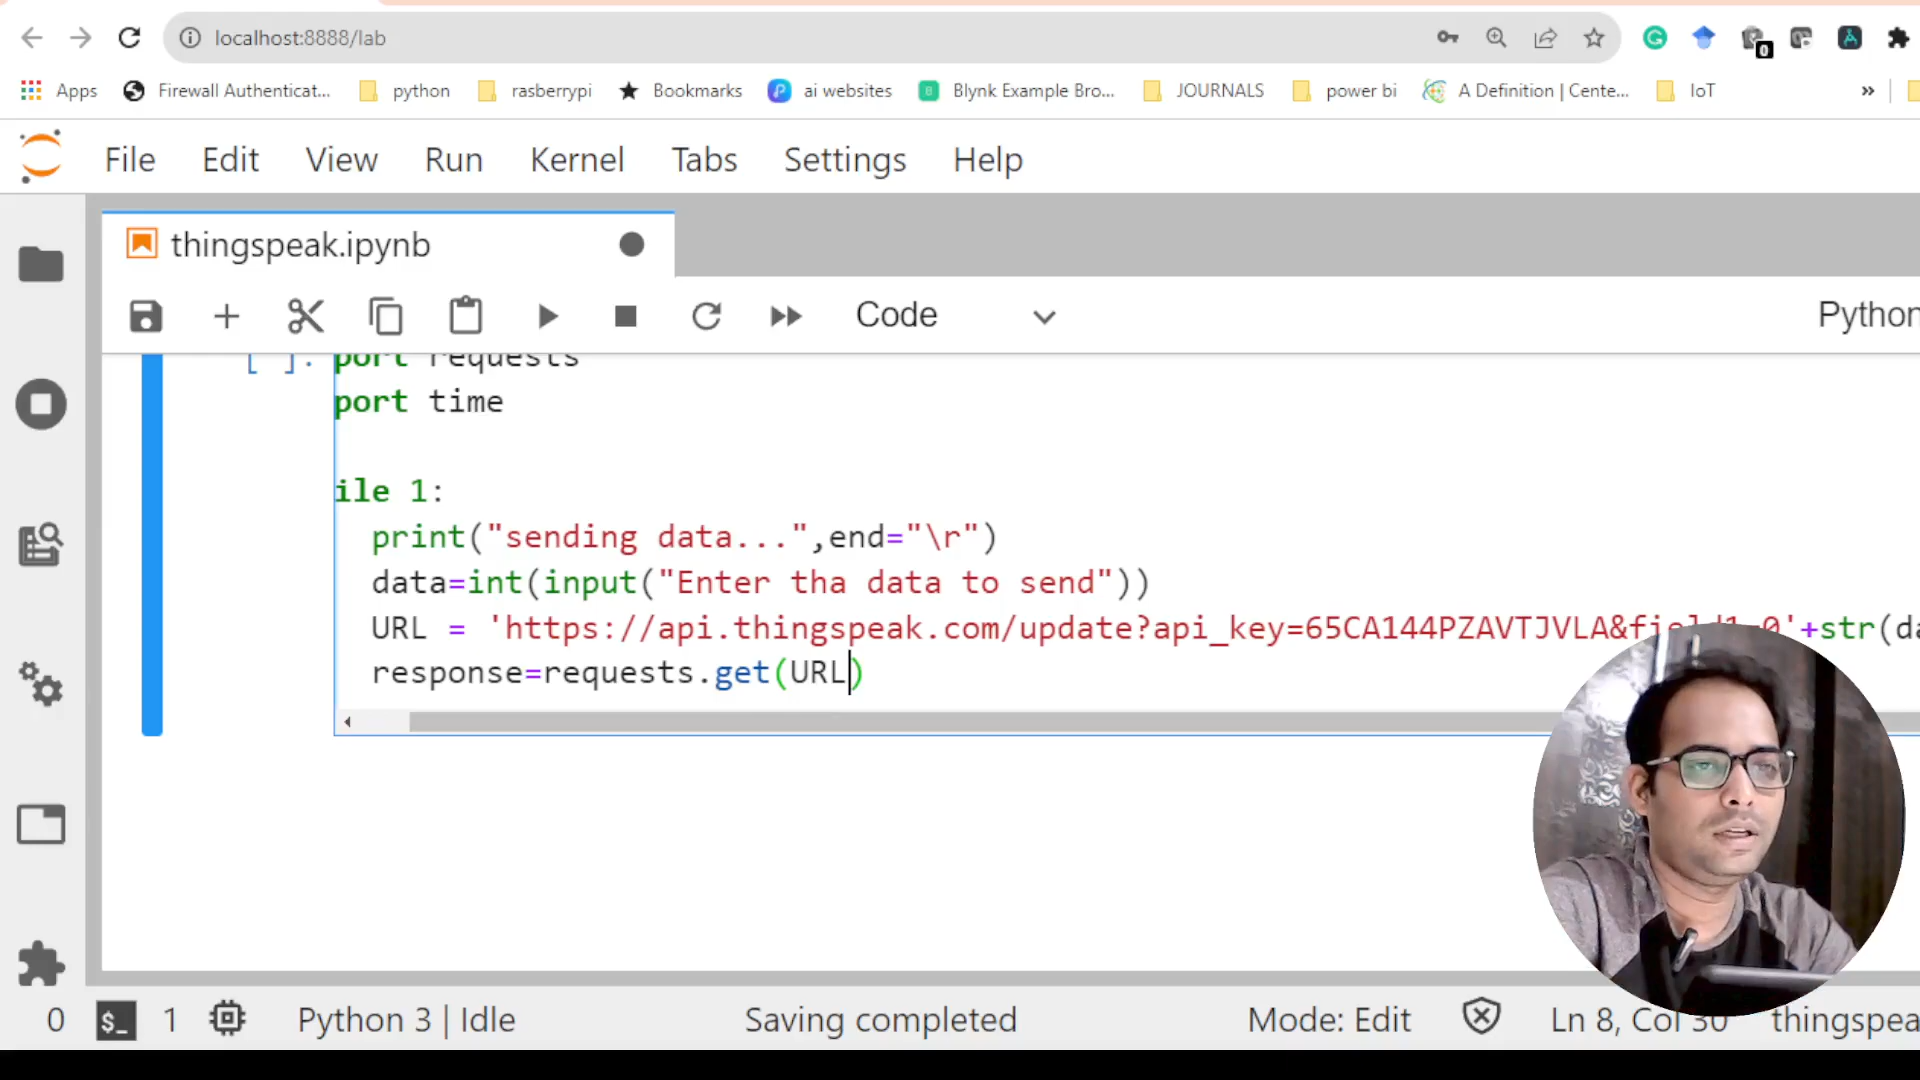 localhost:8888/lab
0
Apps Firewall Authenticat... python rasberrypi Bookmarks ai websites Blynk Example Bro... JOURNALS power bi A Definition | Cente... IoT »
File Edit View Run Kernel Tabs Settings Help
thingspeak.ipynb
Code Python
[ ]: port requests
port time
ile 1:
print("sending data...",end="\r")
data=int(input("Enter tha data to send"))
URL = 'https://api.thingspeak.com/update?api_key=65CA144PZAVTJVLA&field1=0'+str(da
response=requests.get(URL)
0 $_ 1 Python 3 | Idle Saving completed Mode: Edit Ln 8, Col 30 thingspea